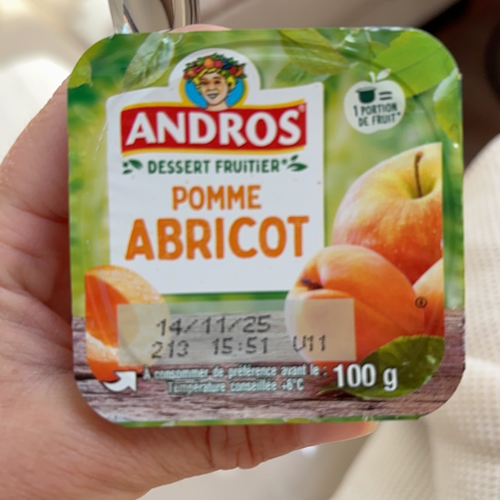 ANDROS
DESSERT FRUITIER*
POMME
ABRICOT
1 PORTION
DE FRUIT*
14/11/25
213 15:51 U11
A consommer de préférence avant le :
Température conseillée +6°C
100 g